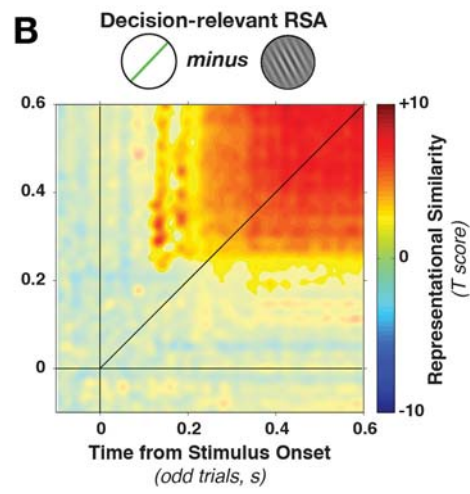 B
Decision-relevant RSA
minus
0.6
0.4
0.2
0
0
0.2
0.4
0.6
Time from Stimulus Onset
(odd trials, s)
+10
0
-10
Representational Similarity
(T score)